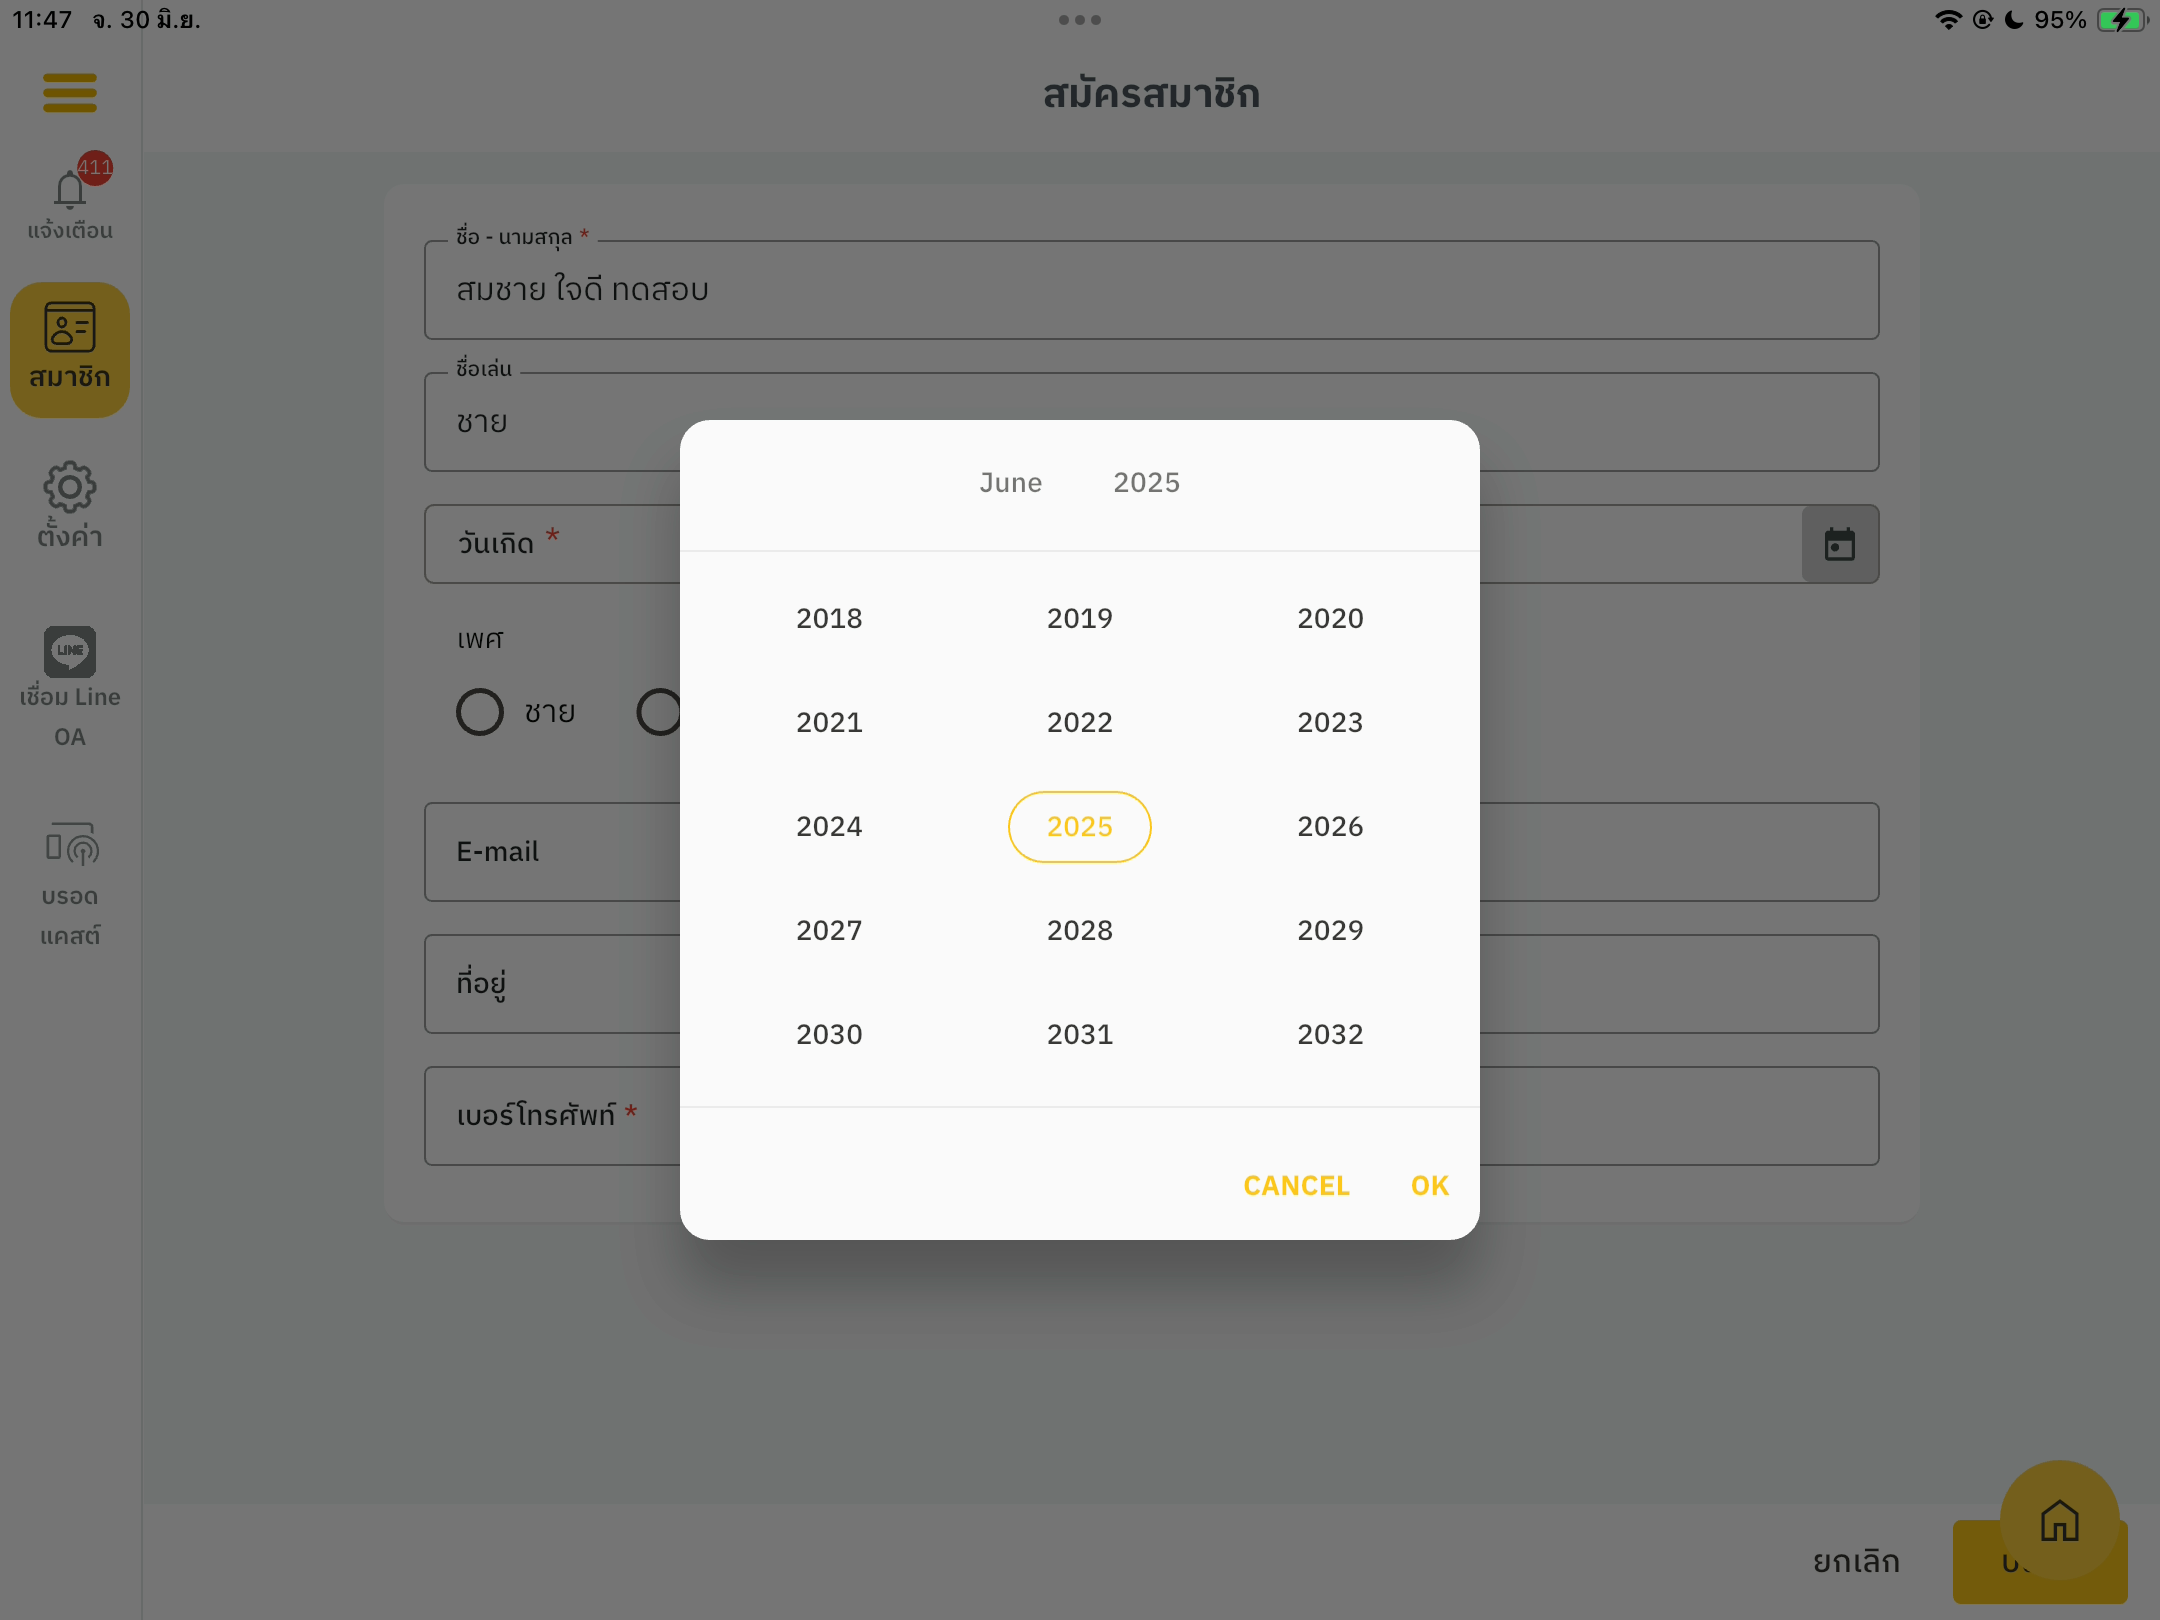 11:47 จ. 30 มิ.ย.
95%
สมัครสมาชิก
411
แจ้งเตือน
สมาชิก
ตั้งค่า
LINE
เชื่อม Line
OA
บรอด
แคสต์
ชื่อ - นามสกุล *
สมชาย ใจดี ทดสอบ
ชื่อเล่น
ชาย
วันเกิด *
เพศ
ชาย
E-mail
ที่อยู่
เบอร์โทรศัพท์ *
June 2025
2018 2019 2020
2021 2022 2023
2024 2025 2026
2027 2028 2029
2030 2031 2032
CANCEL OK
ยกเลิก